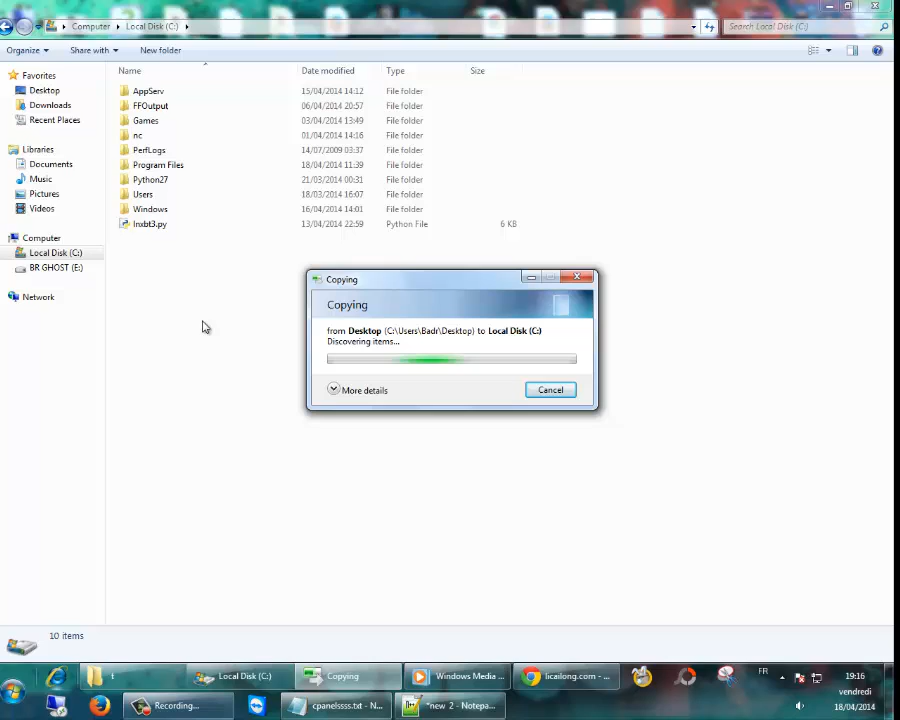 Computer ▸ Local Disk (C:) ▸
Search Local Disk (C:)
Organize ▾ Share with ▾ New folder
Name Date modified Type Size
Favorites
Desktop
Downloads
Recent Places
Libraries
Documents
Music
Pictures
Videos
Computer
Local Disk (C:)
BR GHOST (E:)
Network
AppServ 15/04/2014 14:12 File folder
FFOutput 06/04/2014 20:57 File folder
Games 03/04/2014 13:49 File folder
nc 01/04/2014 14:16 File folder
PerfLogs 14/07/2009 03:37 File folder
Program Files 18/04/2014 11:39 File folder
Python27 21/03/2014 00:31 File folder
Users 18/03/2014 16:07 File folder
Windows 16/04/2014 14:01 File folder
lnxbt3.py 13/04/2014 22:59 Python File 6 KB
Copying
Copying
from Desktop (C:\Users\Badr\Desktop) to Local Disk (C:)
Discovering items...
More details
Cancel
10 items
t
Local Disk (C:)
Copying
Windows Media ...
licailong.com - ...
FR
19:16
vendredi
18/04/2014
Recording...
cpanelssss.txt - N...
*new 2 - Notepa...